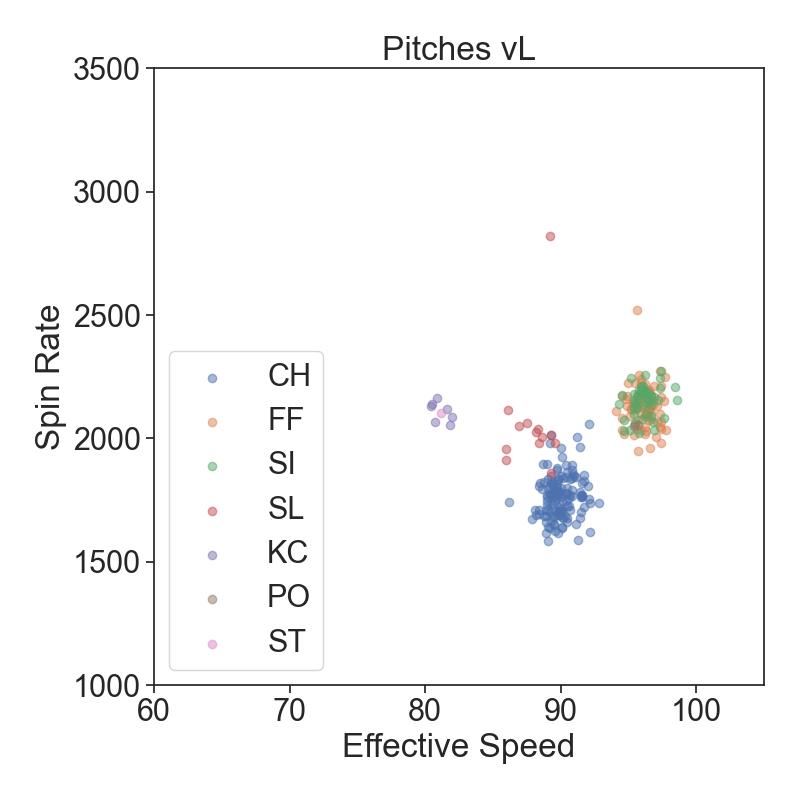 Pitches vL
3500
3000
2500
2000
1500
1000
Spin Rate
CH
FF
SI
SL
KC
PO
ST
60 70 80 90 100
Effective Speed